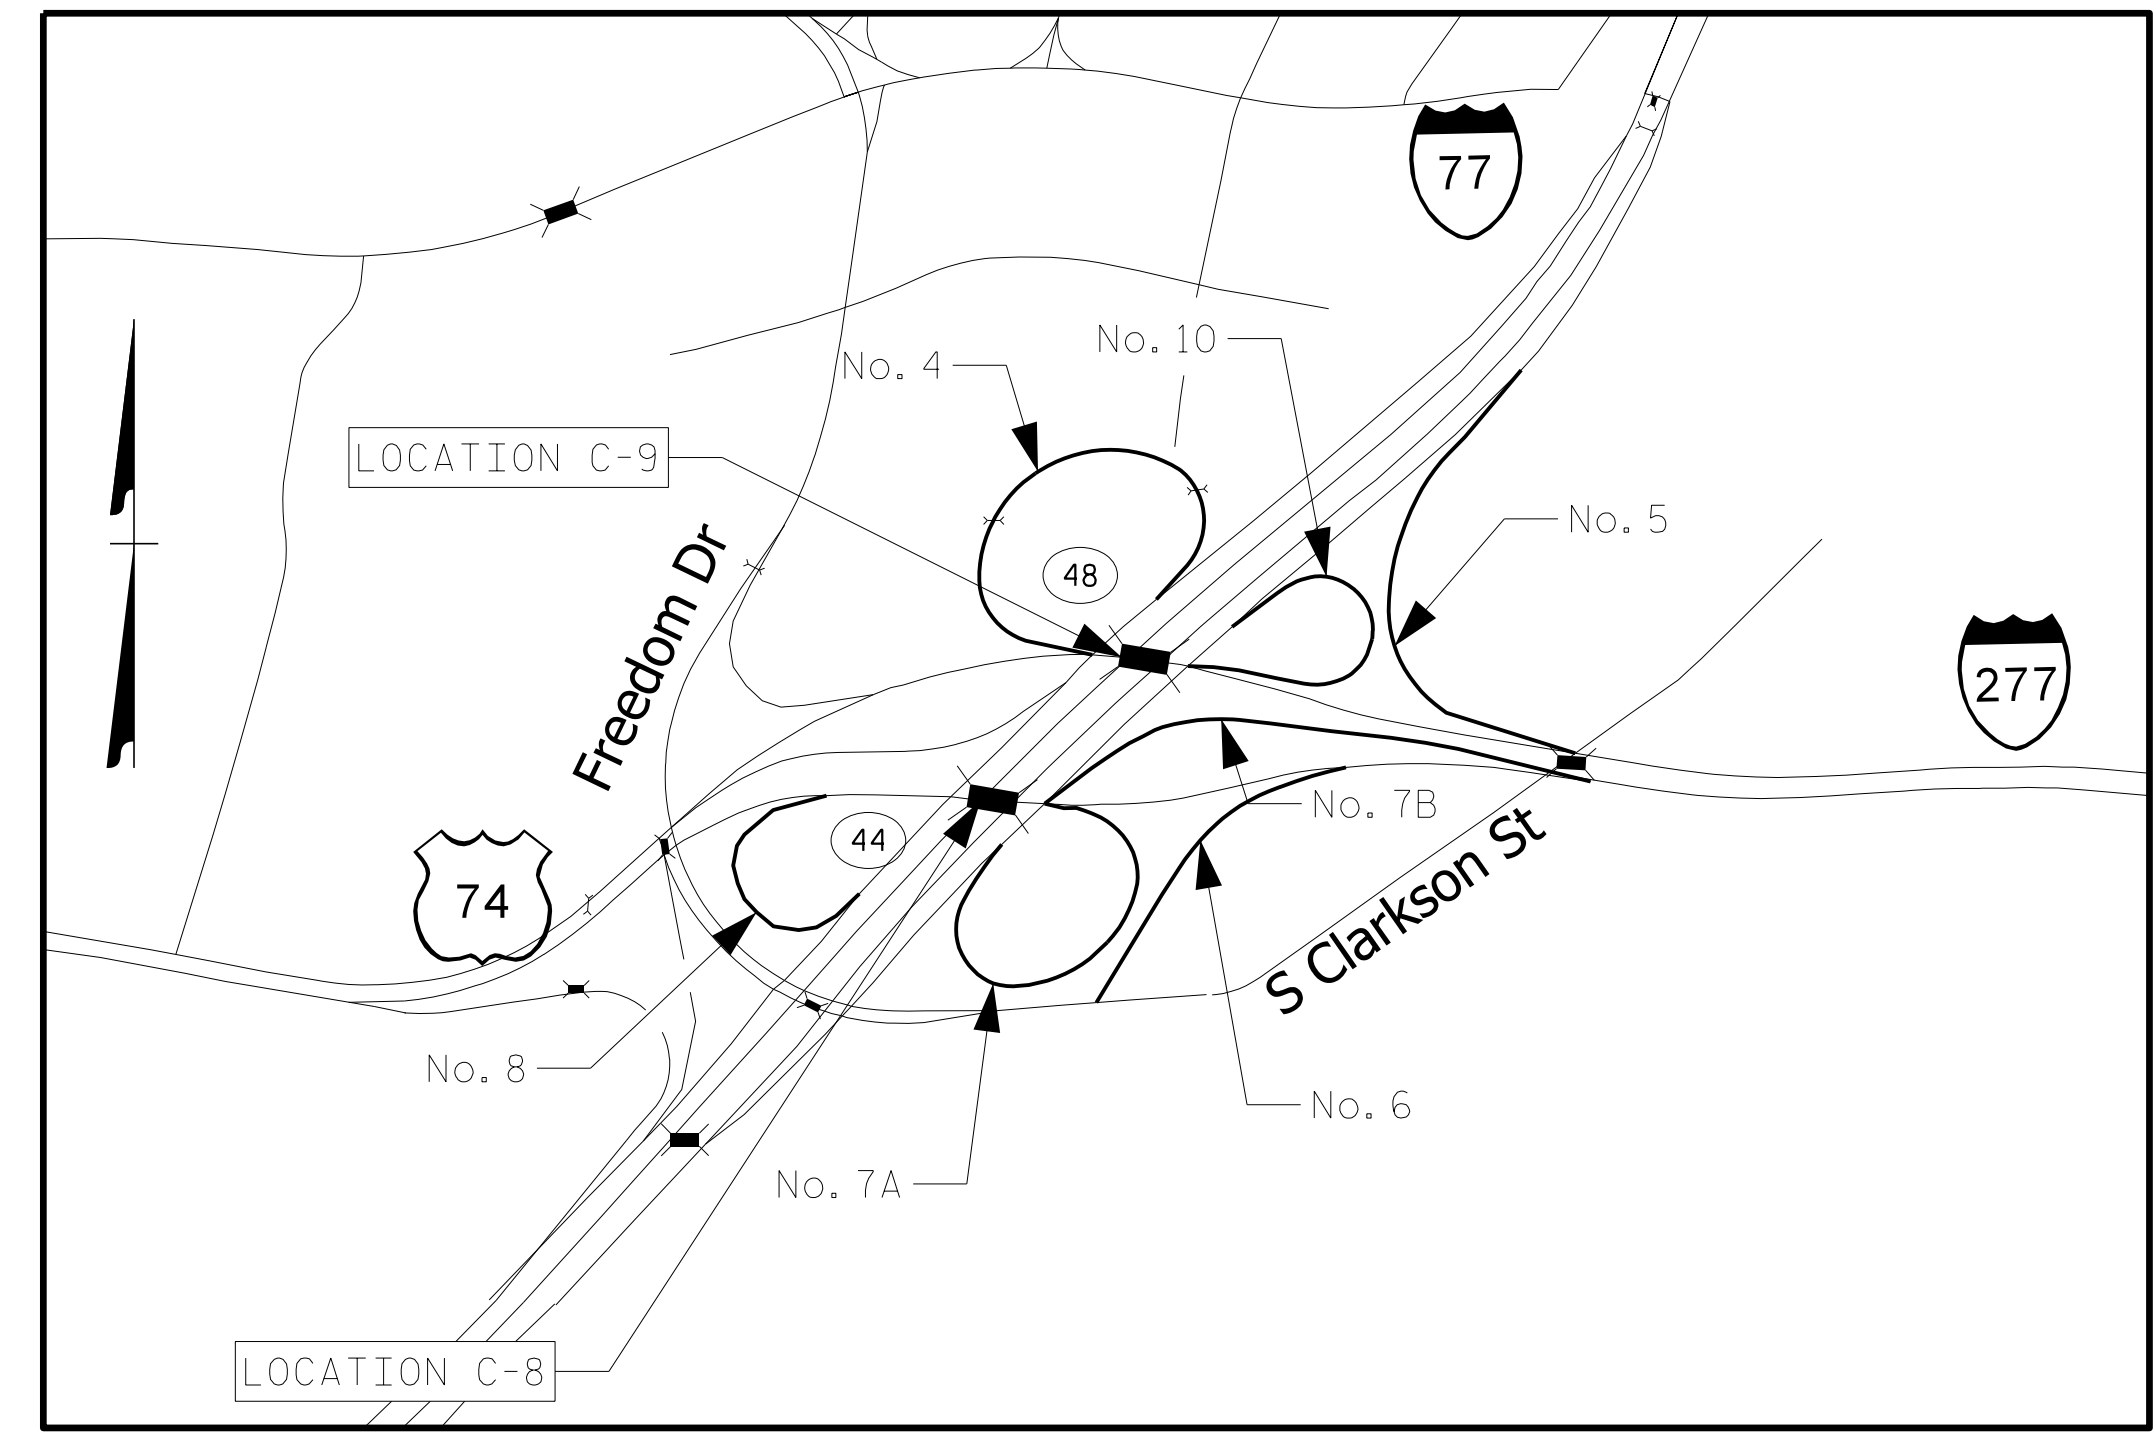 77
No. 10
No. 4
LOCATION C-9
No. 5
48
Freedom Dr
277
No. 7B
44
S Clarkson St
74
No. 8
No. 6
No. 7A
LOCATION C-8